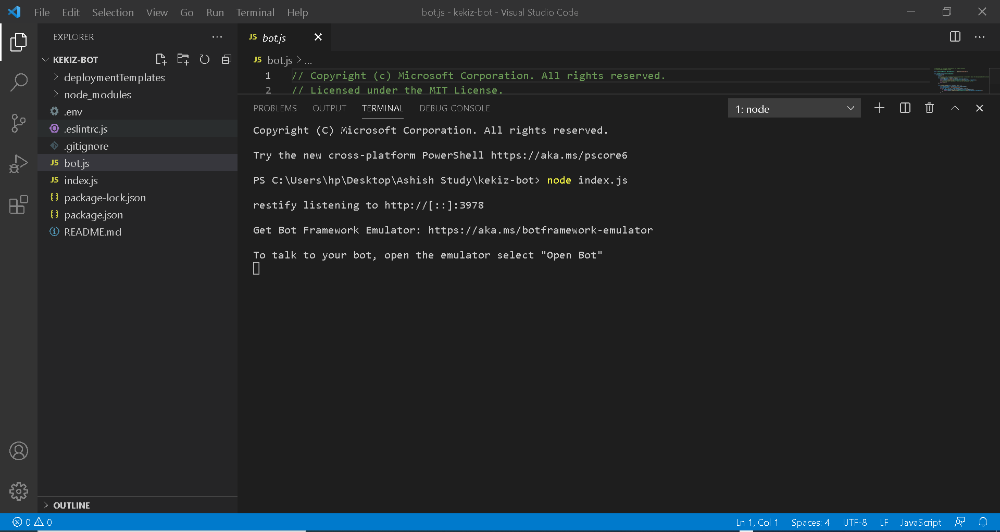 File Edit Selection View Go Run Terminal Help
bot.js - kekiz-bot - Visual Studio Code
EXPLORER
KEKIZ-BOT
deploymentTemplates
node_modules
.env
.eslintrc.js
.gitignore
JS bot.js
JS index.js
{} package-lock.json
{} package.json
README.md
OUTLINE
JS bot.js
JS bot.js > ...
1 // Copyright (c) Microsoft Corporation. All rights reserved.
2 // Licensed under the MIT License.
PROBLEMS OUTPUT TERMINAL DEBUG CONSOLE
1: node
Copyright (C) Microsoft Corporation. All rights reserved.
Try the new cross-platform PowerShell https://aka.ms/pscore6
PS C:\Users\hp\Desktop\Ashish Study\kekiz-bot> node index.js
restify listening to http://[::]:3978
Get Bot Framework Emulator: https://aka.ms/botframework-emulator
To talk to your bot, open the emulator select "Open Bot"
0 0
Ln 1, Col 1 Spaces: 4 UTF-8 LF JavaScript